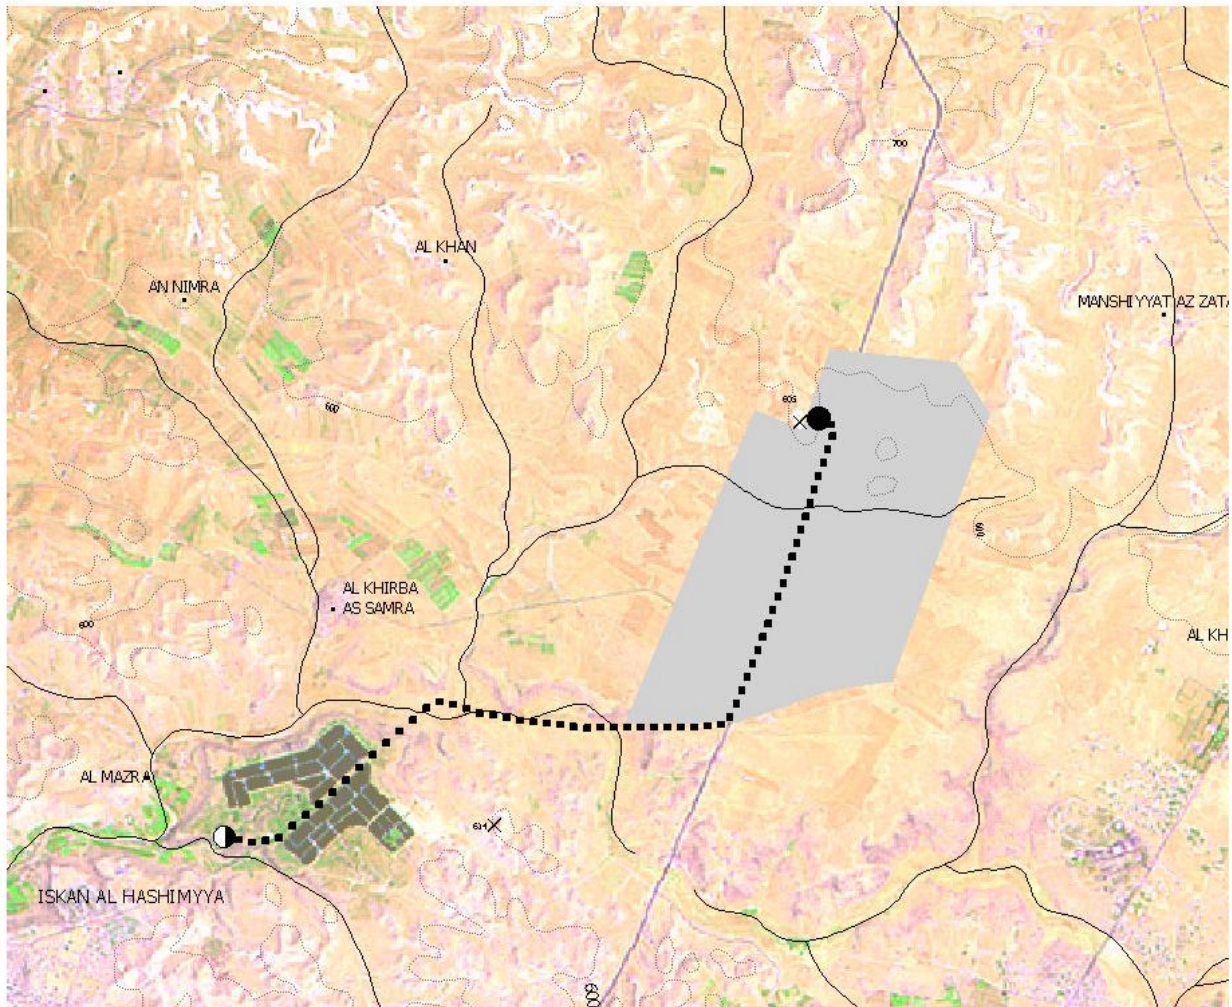 700
AL KHAN
AN NIMRA
MANSHIYYAT AZ ZATA
605
660
AL KHIRBA
AS SAMRA
600
AL KH
AL MAZRA
614
ISKAN AL HASHIMYYA
600